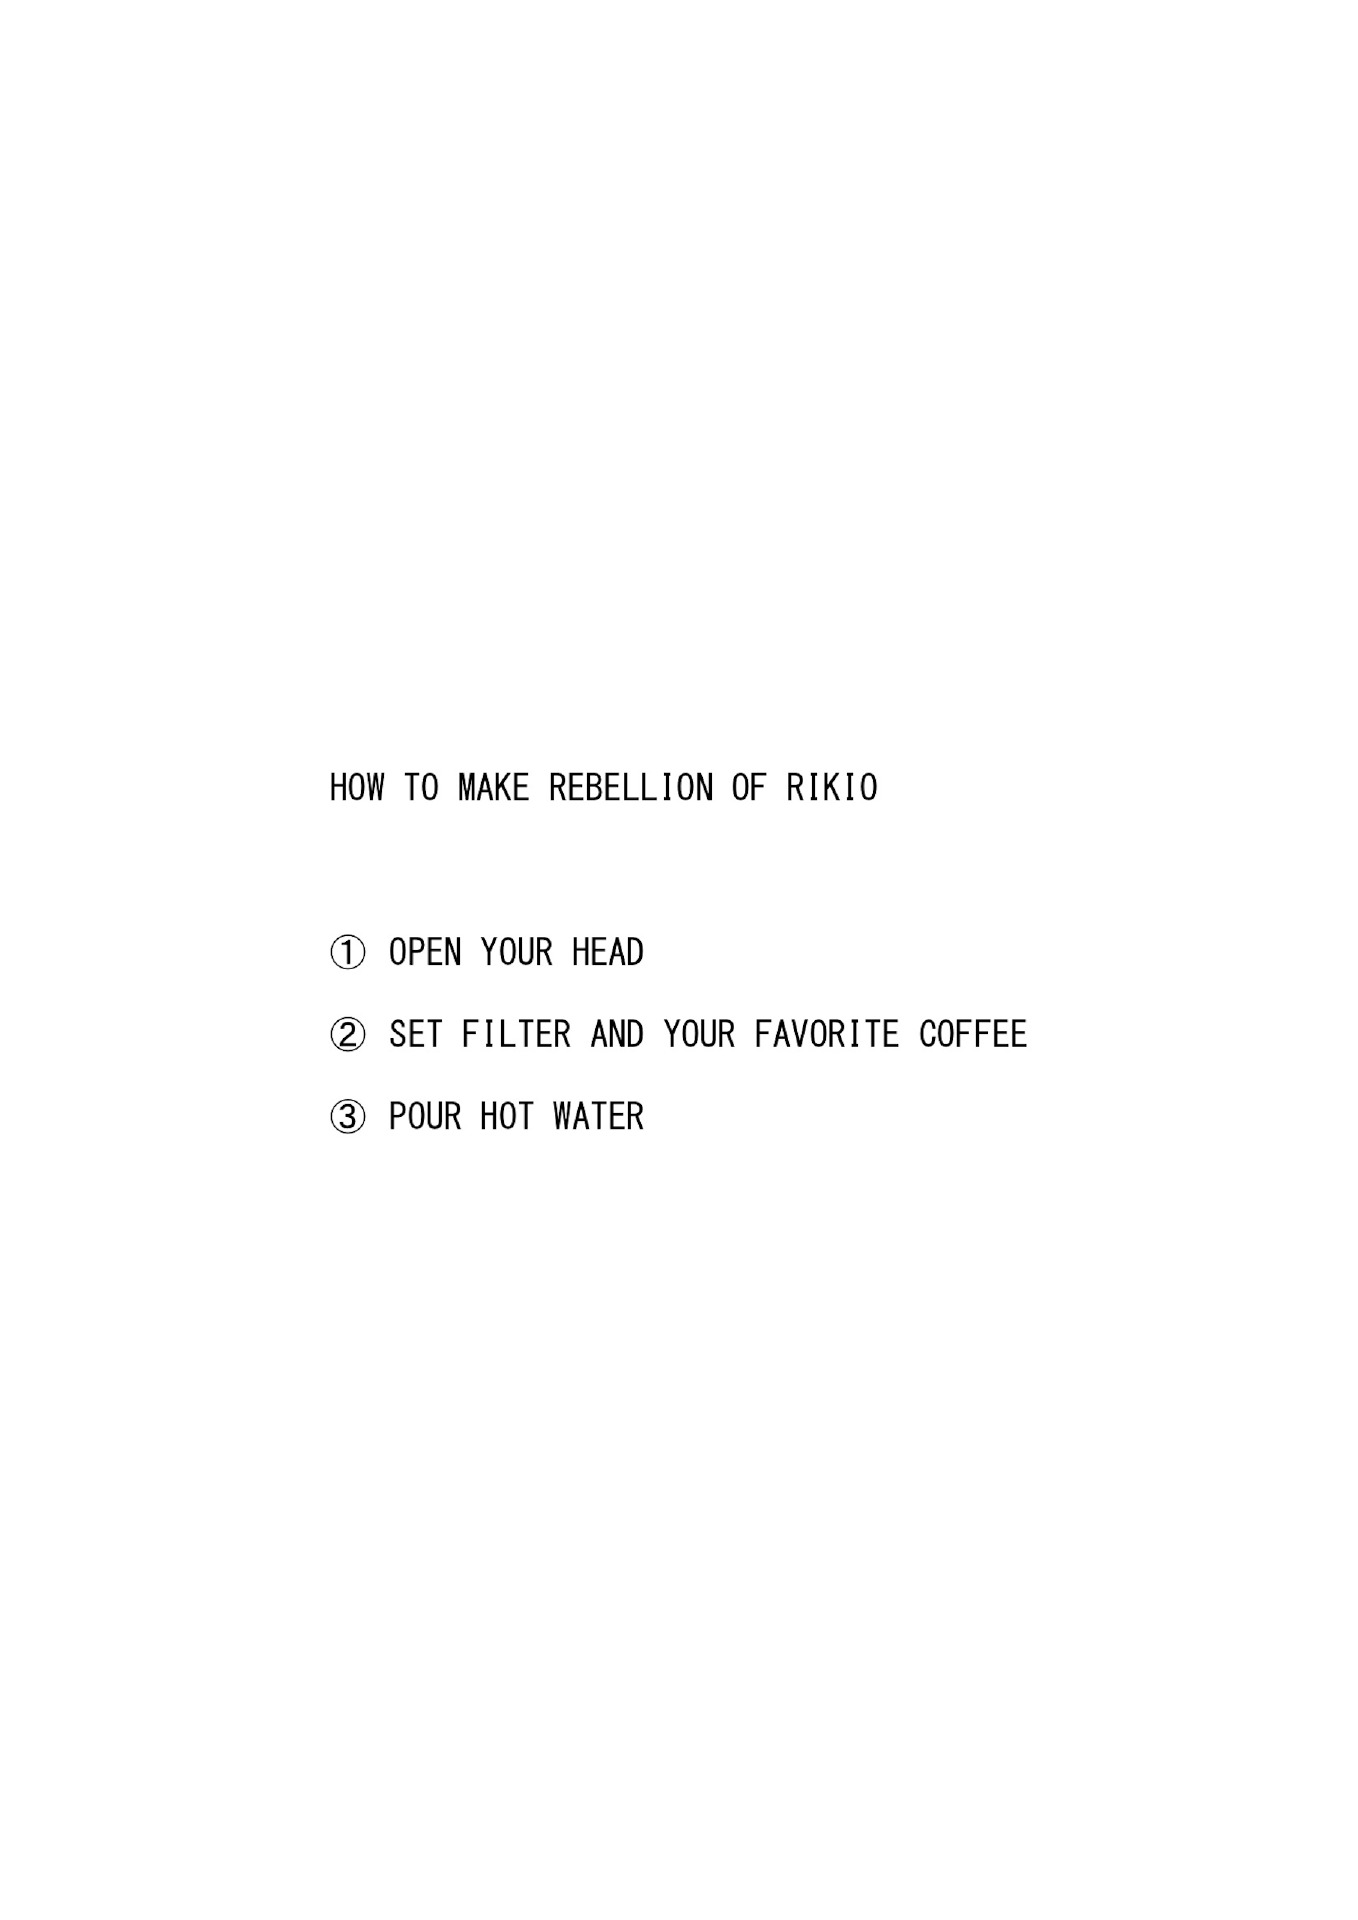 HOW TO MAKE REBELLION OF RIKIO
① OPEN YOUR HEAD
② SET FILTER AND YOUR FAVORITE COFFEE
③ POUR HOT WATER